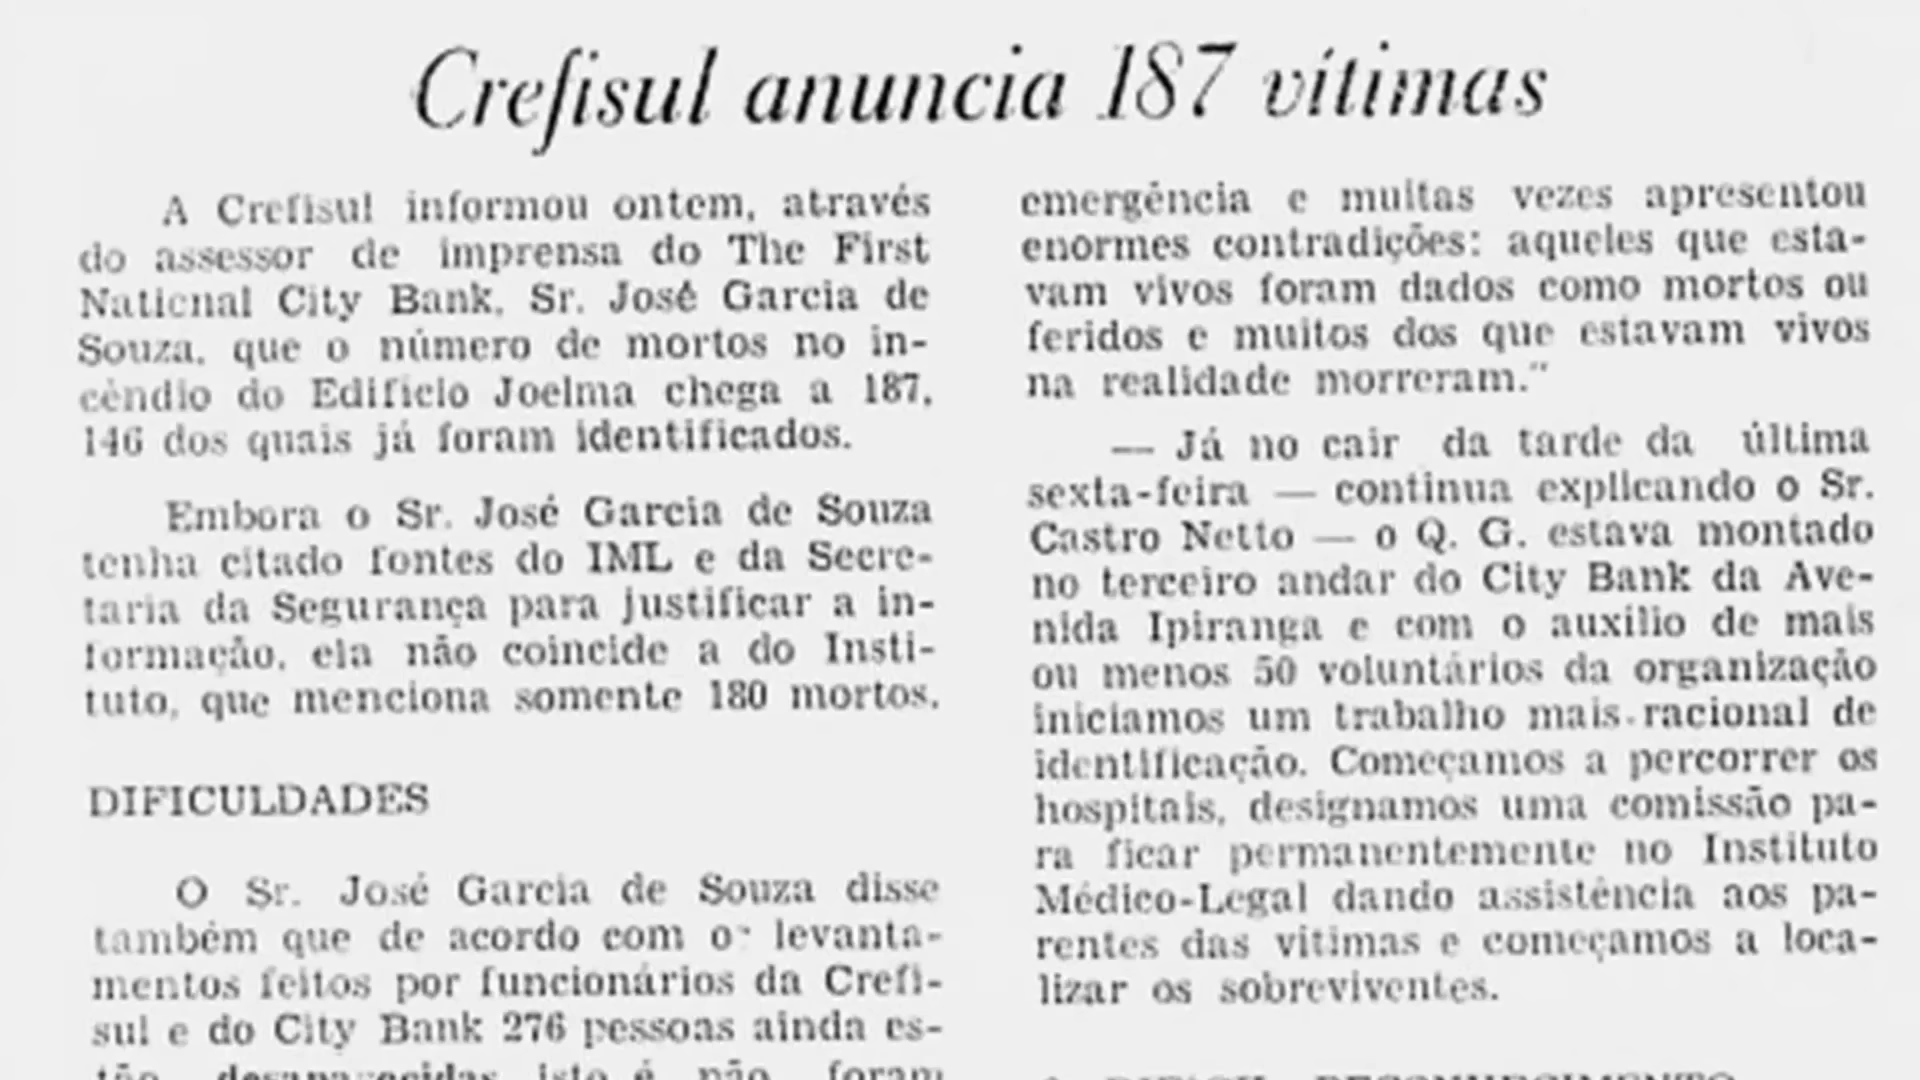 Crefisul anuncia 187 vítimas
A Crefisul informou ontem, através
do assessor de imprensa do The First
National City Bank, Sr. José Garcia de
Souza, que o número de mortos no in-
cêndio do Edifício Joelma chega a 187,
146 dos quais já foram identificados.
Embora o Sr. José Garcia de Souza
tenha citado fontes do IML e da Secre-
taria da Segurança para justificar a in-
formação, ela não coincide a do Insti-
tuto, que menciona somente 180 mortos.
DIFICULDADES
O Sr. José Garcia de Souza disse
também que de acordo com o levanta-
mentos feitos por funcionários da Crefi-
sul e do City Bank 276 pessoas ainda es-
tão desaparecidas isto é não foram
emergência e muitas vezes apresentou
enormes contradições: aqueles que esta-
vam vivos foram dados como mortos ou
feridos e muitos dos que estavam vivos
na realidade morreram."
— Já no cair da tarde da última
sexta-feira — continua explicando o Sr.
Castro Netto — o Q. G. estava montado
no terceiro andar do City Bank da Ave-
nida Ipiranga e com o auxílio de mais
ou menos 50 voluntários da organização
iniciamos um trabalho mais racional de
identificação. Começamos a percorrer os
hospitais, designamos uma comissão pa-
ra ficar permanentemente no Instituto
Médico-Legal dando assistência aos pa-
rentes das vítimas e começamos a loca-
lizar os sobreviventes.